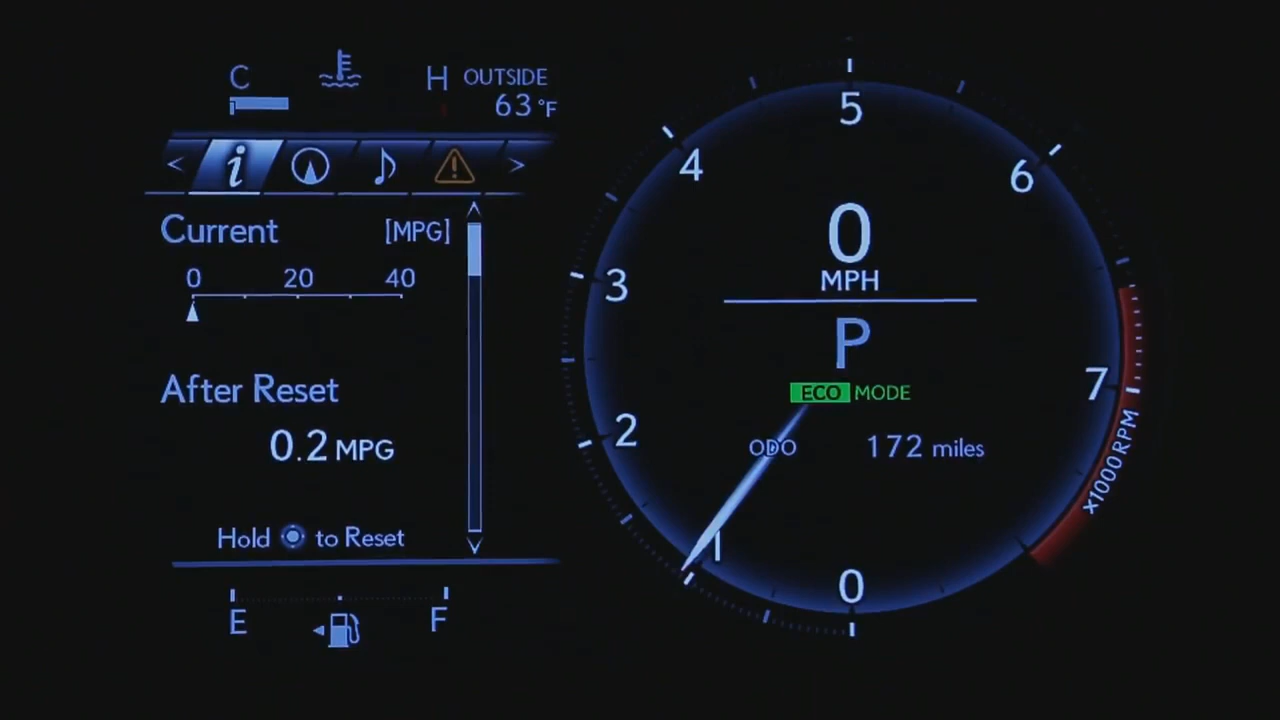 C H OUTSIDE
63 °F
< i >
Current [MPG]
0 20 40
After Reset
0.2 MPG
Hold to Reset
E F
5
4 6
3
2 7
1 0
x1000RPM
0
MPH
P
ECO MODE
ODO 172 miles